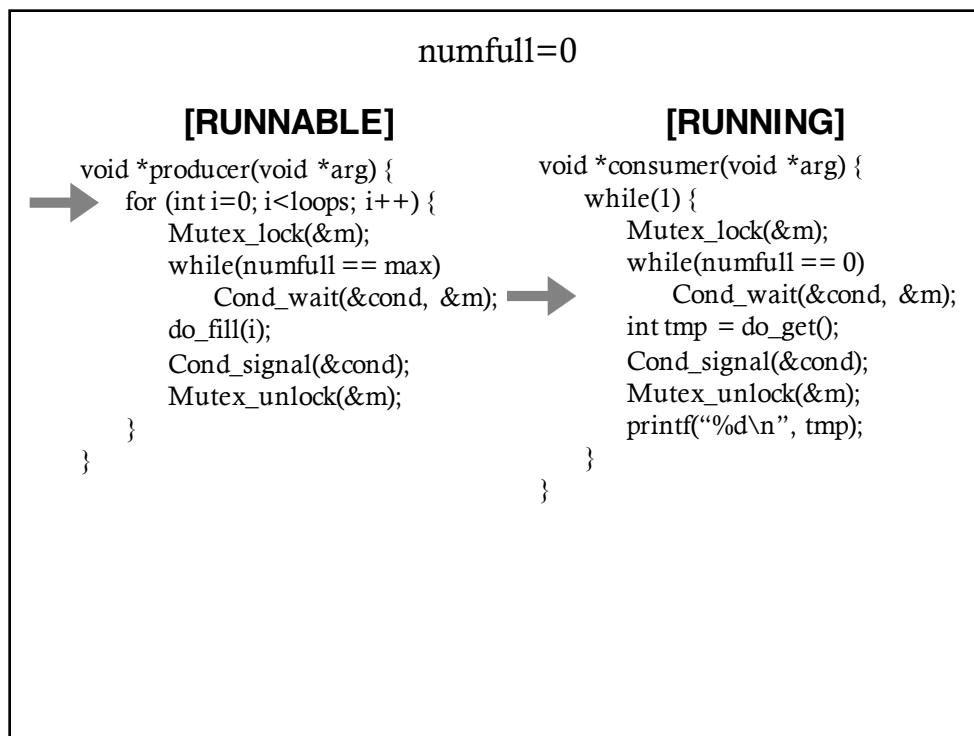 numfull=0
[RUNNABLE]
void *producer(void *arg) {
for (int i=0; i<loops; i++) {
Mutex_lock(&m);
while(numfull == max)
Cond_wait(&cond, &m);
do_fill(i);
Cond_signal(&cond);
Mutex_unlock(&m);
}
}
[RUNNING]
void *consumer(void *arg) {
while(1) {
Mutex_lock(&m);
while(numfull == 0)
Cond_wait(&cond, &m);
int tmp = do_get();
Cond_signal(&cond);
Mutex_unlock(&m);
printf(“%d\n”, tmp);
}
}